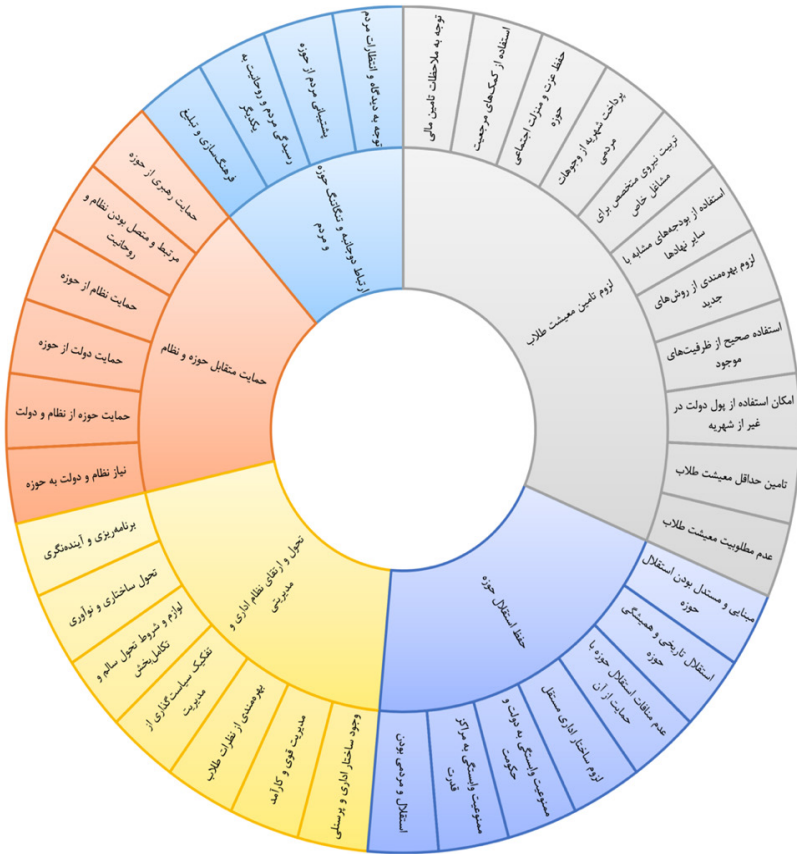 لزوم تامین معیشت طلاب
توجه به ملاحظات تامین مالی
استفاده از کمک‌های مرجعیت
حفظ عزت و منزلت اجتماعی
حوزه
پرداخت شهریه از وجوهات
مردمی
تربیت نیروی متخصص برای
مشاغل خاص
استفاده از بودجه‌های مشابه با
سایر نهادها
لزوم بهره‌مندی از روش‌های
جدید
استفاده صحیح از ظرفیت‌های
موجود
امکان استفاده از پول دولت در
غیر از شهریه
تامین حداقل معیشت طلاب
عدم مطلوبیت معیشت طلاب
حفظ استقلال حوزه
مبنایی و مستدل بودن استقلال
حوزه
استقلال تاریخی و همیشگی
حوزه
عدم منافات استقلال حوزه با
حمایت از آن
لزوم ساختار اداری مستقل
ممنوعیت وابستگی به دولت و
حکومت
ممنوعیت وابستگی به مراکز
قدرت
استقلال و مردمی بودن
تحول و ارتقای نظام اداری و
مدیریتی
وجود ساختار اداری و پرسنلی
مدیریت قوی و کارآمد
بهره‌مندی از نظرات طلاب
تفکیک سیاست‌گذاری از
مدیریت
لوازم و شروط تحول سالم و
تکامل‌بخش
تحول ساختاری و نوآوری
برنامه‌ریزی و آینده‌نگری
حمایت متقابل حوزه و نظام
نیاز نظام و دولت به حوزه
حمایت حوزه از نظام و دولت
حمایت دولت از حوزه
حمایت نظام از حوزه
مرتبط و متصل بودن نظام و
روحانیت
حمایت رهبری از حوزه
ارتباط دوجانبه و تنگاتنگ حوزه
و مردم
فرهنگ‌سازی و تبلیغ
رسیدگی مردم و روحانیت به
یکدیگر
پشتیبانی مردم از حوزه
توجه به دیدگاه و انتظارات مردم